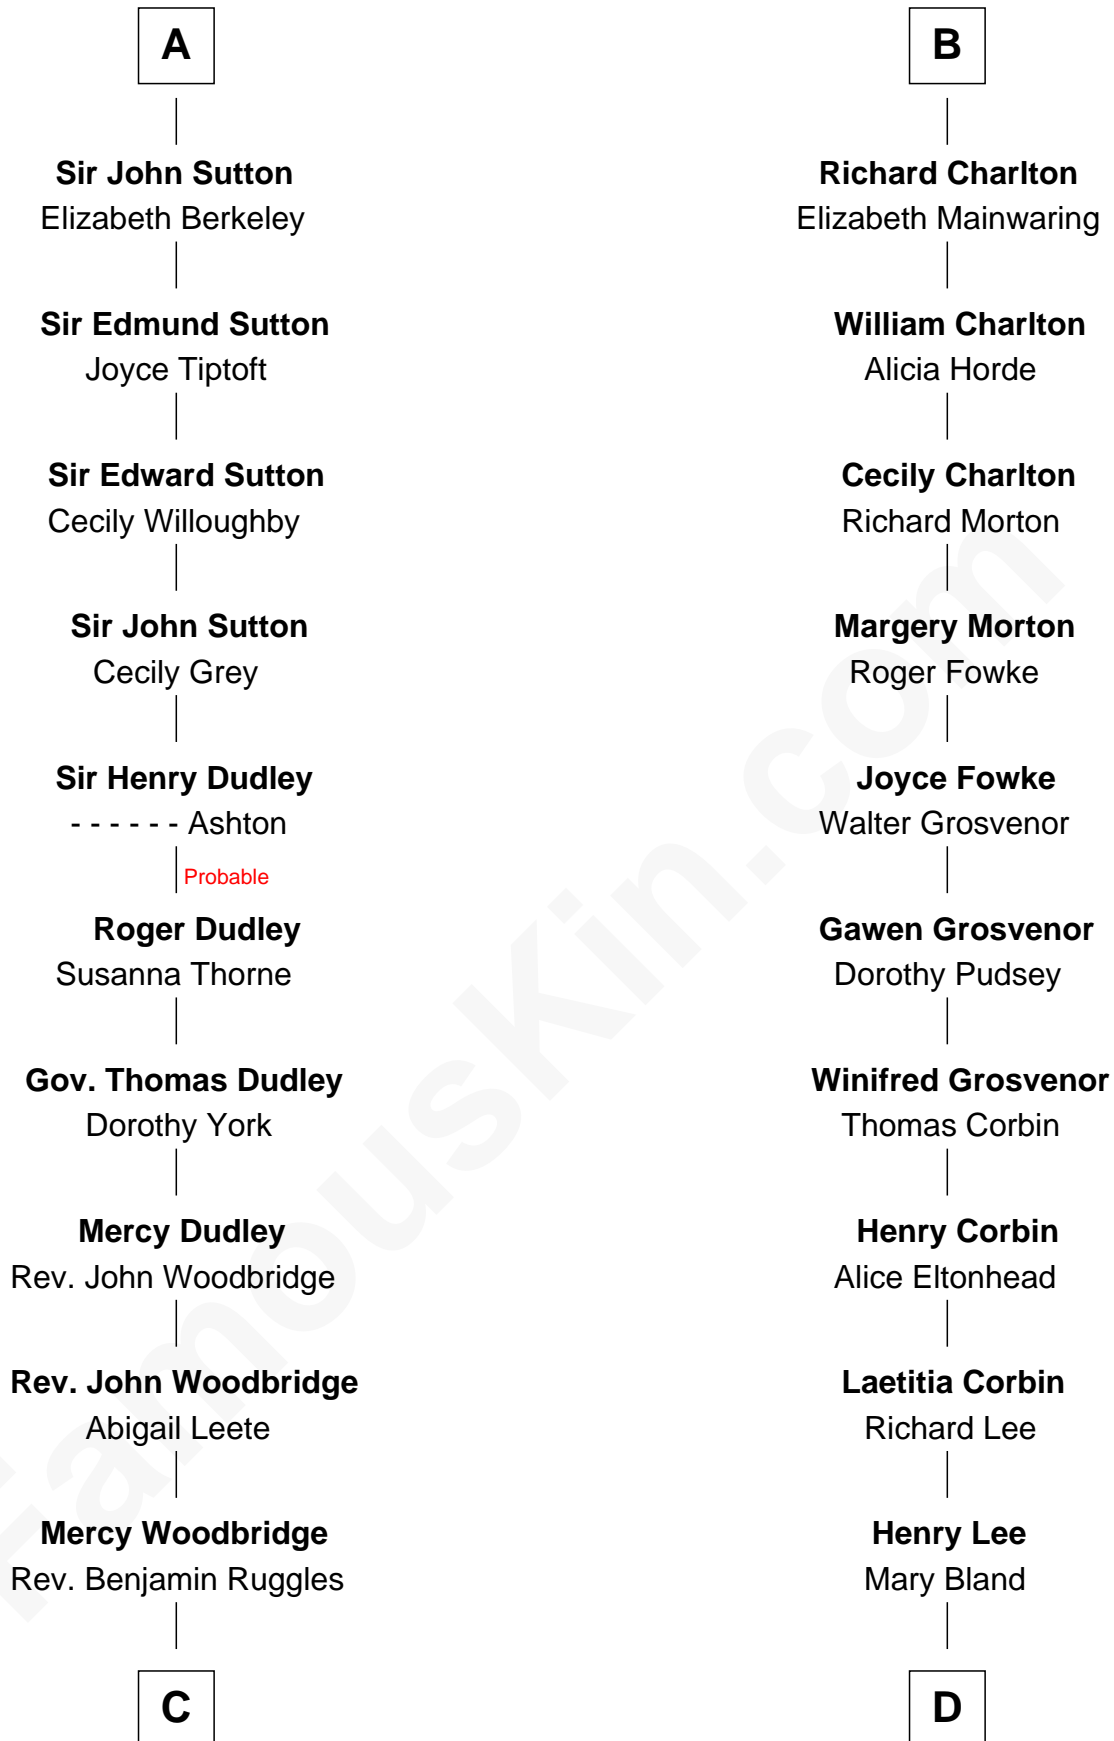 A
Sir John Sutton
Elizabeth Berkeley
Sir Edmund Sutton
Joyce Tiptoft
Sir Edward Sutton
Cecily Willoughby
Sir John Sutton
Cecily Grey
Sir Henry Dudley
- - - - - - Ashton
Probable
Roger Dudley
Susanna Thorne
Gov. Thomas Dudley
Dorothy York
Mercy Dudley
Rev. John Woodbridge
Rev. John Woodbridge
Abigail Leete
Mercy Woodbridge
Rev. Benjamin Ruggles
C
B
Richard Charlton
Elizabeth Mainwaring
William Charlton
Alicia Horde
Cecily Charlton
Richard Morton
Margery Morton
Roger Fowke
Joyce Fowke
Walter Grosvenor
Gawen Grosvenor
Dorothy Pudsey
Winifred Grosvenor
Thomas Corbin
Henry Corbin
Alice Eltonhead
Laetitia Corbin
Richard Lee
Henry Lee
Mary Bland
D
FamousKin.com